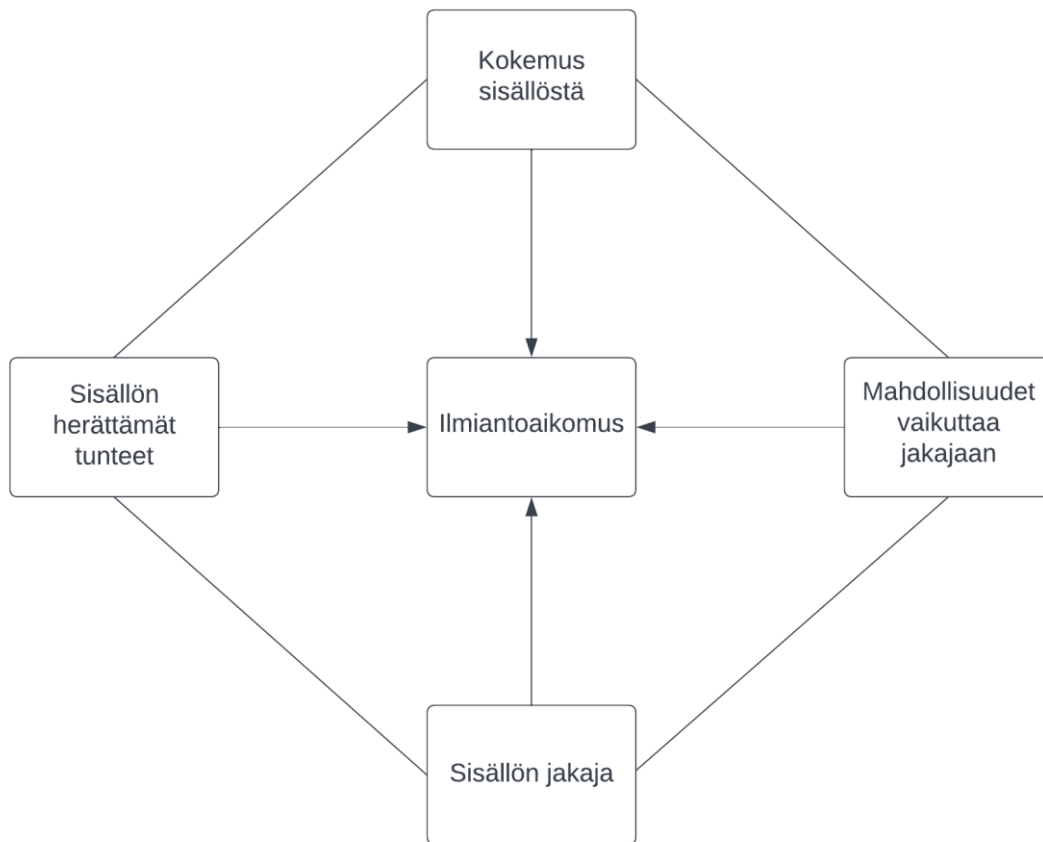 Kokemus
sisällöstä
Sisällön
herättämät
tunteet
Ilmiantoaikomus
Mahdollisuudet
vaikuttaa
jakajaan
Sisällön jakaja